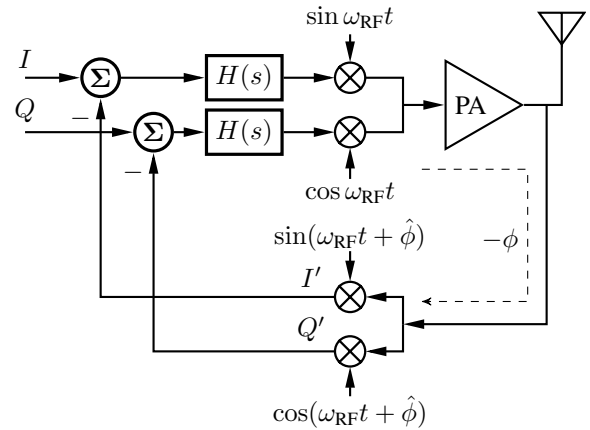 sin ω_RF t
I
Σ
H(s)
−
PA
Q
Σ
H(s)
−
cos ω_RF t
sin(ω_RF t + φ̂)
−φ
I′
Q′
cos(ω_RF t + φ̂)